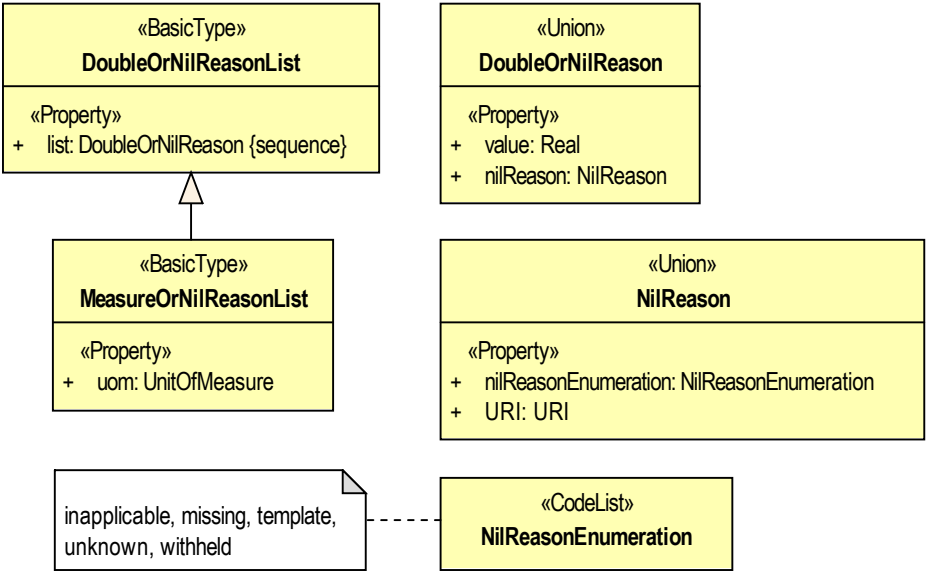 «BasicType»
DoubleOrNilReasonList
«Property»
+ list: DoubleOrNilReason {sequence}
«Union»
DoubleOrNilReason
«Property»
+ value: Real
+ nilReason: NilReason
«BasicType»
MeasureOrNilReasonList
«Property»
+ uom: UnitOfMeasure
«Union»
NilReason
«Property»
+ nilReasonEnumeration: NilReasonEnumeration
+ URI: URI
inapplicable, missing, template,
unknown, withheld
«CodeList»
NilReasonEnumeration